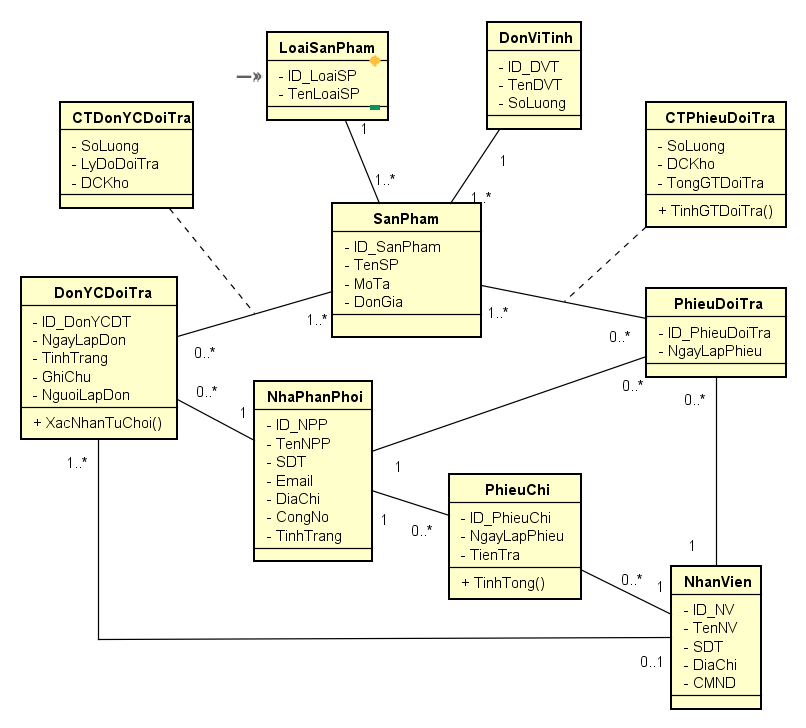 LoaiSanPham
- ID_LoaiSP
- TenLoaiSP
DonViTinh
- ID_DVT
- TenDVT
- SoLuong
CTDonYCDoiTra
- SoLuong
- LyDoDoiTra
- DCKho
CTPhieuDoiTra
- SoLuong
- DCKho
- TongGTDoiTra
+ TinhGTDoiTra()
1
1..*
1
1..*
SanPham
- ID_SanPham
- TenSP
- MoTa
- DonGia
DonYCDoiTra
- ID_DonYCDT
- NgayLapDon
- TinhTrang
- GhiChu
- NguoiLapDon
+ XacNhanTuChoi()
1..*
0..*
1..*
0..*
PhieuDoiTra
- ID_PhieuDoiTra
- NgayLapPhieu
0..*
1
0..*
1
0..*
1
NhaPhanPhoi
- ID_NPP
- TenNPP
- SDT
- Email
- DiaChi
- CongNo
- TinhTrang
1
0..*
PhieuChi
- ID_PhieuChi
- NgayLapPhieu
- TienTra
+ TinhTong()
0..*
1
1..*
0..1
NhanVien
- ID_NV
- TenNV
- SDT
- DiaChi
- CMND